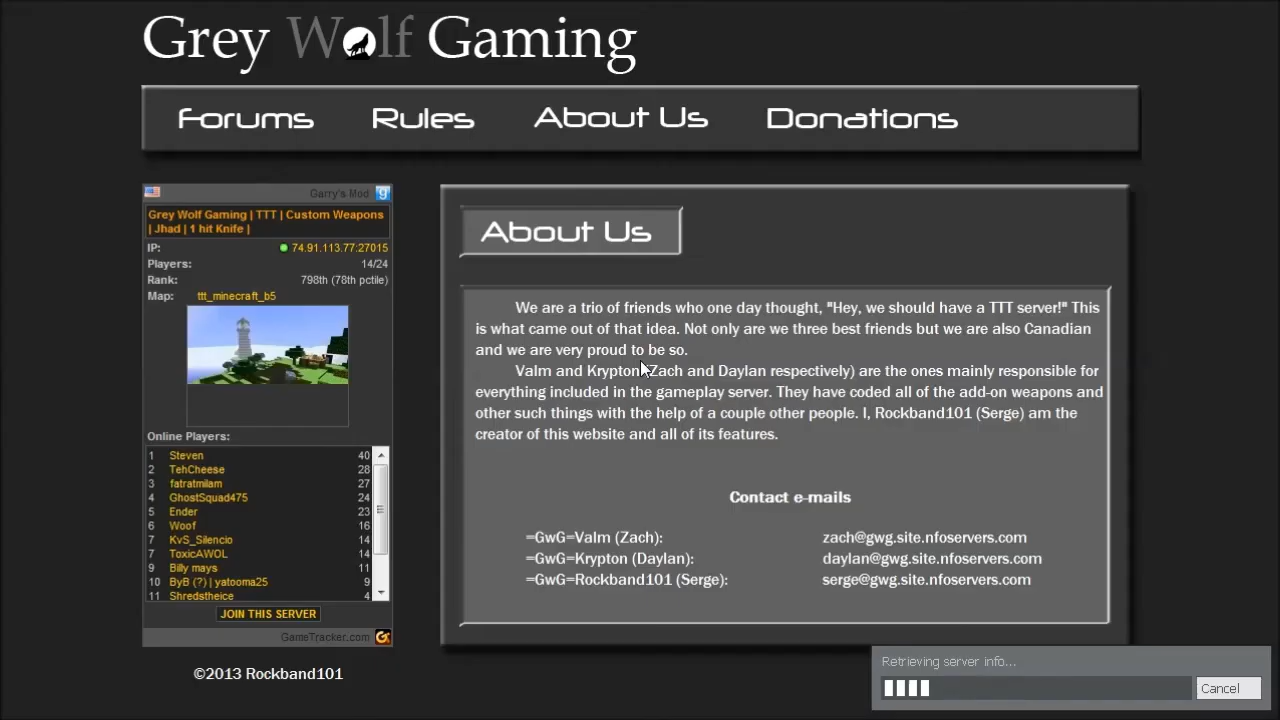 Grey Wolf Gaming
Forums Rules About Us Donations
Garry's Mod
Grey Wolf Gaming | TTT | Custom Weapons
| Jhad | 1 hit Knife |
IP: 74.91.113.77:27015
Players: 14/24
Rank: 798th (78th pctile)
Map: ttt_minecraft_b5
Online Players:
1 Steven 40
2 TehCheese 28
3 fatratmilam 27
4 GhostSquad475 24
5 Ender 23
6 Woof 16
7 KvS_Silencio 14
7 ToxicAWOL 14
9 Billy mays 11
10 ByB (?) | yatooma25 9
11 Shredstheice 4
JOIN THIS SERVER
GameTracker.com
©2013 Rockband101
About Us
We are a trio of friends who one day thought, "Hey, we should have a TTT server!" This
is what came out of that idea. Not only are we three best friends but we are also Canadian
and we are very proud to be so.
Valm and Krypton (Zach and Daylan respectively) are the ones mainly responsible for
everything included in the gameplay server. They have coded all of the add-on weapons and
other such things with the help of a couple other people. I, Rockband101 (Serge) am the
creator of this website and all of its features.
Contact e-mails
=GwG=Valm (Zach): zach@gwg.site.nfoservers.com
=GwG=Krypton (Daylan): daylan@gwg.site.nfoservers.com
=GwG=Rockband101 (Serge): serge@gwg.site.nfoservers.com
Retrieving server info...
Cancel